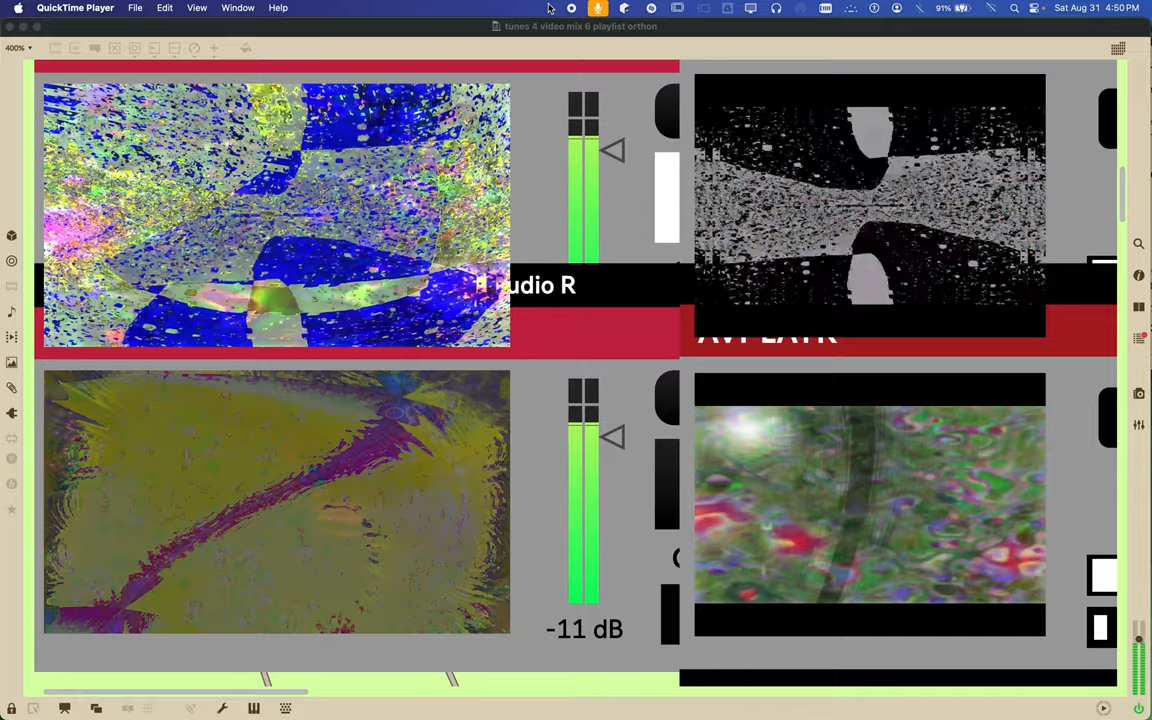 QuickTime Player File Edit View Window Help 91% Sat Aug 31 4:50 PM
tunes 4 video mix 6 playlist orthon
400%
udio R
-11 dB